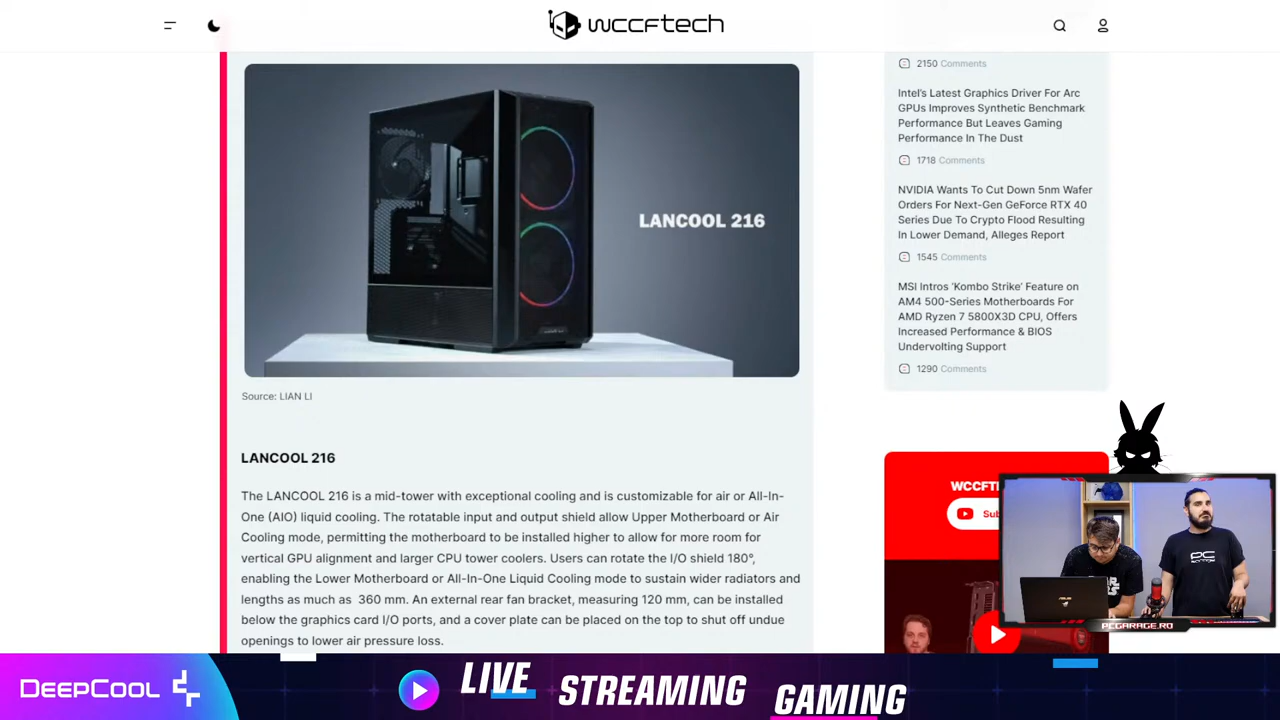 wccftech
2150 Comments
Intel's Latest Graphics Driver For Arc
GPUs Improves Synthetic Benchmark
Performance But Leaves Gaming
Performance In The Dust
1718 Comments
NVIDIA Wants To Cut Down 5nm Wafer
Orders For Next-Gen GeForce RTX 40
Series Due To Crypto Flood Resulting
In Lower Demand, Alleges Report
1545 Comments
MSI Intros 'Kombo Strike' Feature on
AM4 500-Series Motherboards For
AMD Ryzen 7 5800X3D CPU, Offers
Increased Performance & BIOS
Undervolting Support
1290 Comments
LANCOOL 216
Source: LIAN LI
LANCOOL 216
The LANCOOL 216 is a mid-tower with exceptional cooling and is customizable for air or All-In-
One (AIO) liquid cooling. The rotatable input and output shield allow Upper Motherboard or Air
Cooling mode, permitting the motherboard to be installed higher to allow for more room for
vertical GPU alignment and larger CPU tower coolers. Users can rotate the I/O shield 180°,
enabling the Lower Motherboard or All-In-One Liquid Cooling mode to sustain wider radiators and
lengths as much as 360 mm. An external rear fan bracket, measuring 120 mm, can be installed
below the graphics card I/O ports, and a cover plate can be placed on the top to shut off undue
openings to lower air pressure loss.
WCCFT
Sub
PC
PCGARAGE.RO
DEEPCOOL
LIVE
STREAMING
GAMING